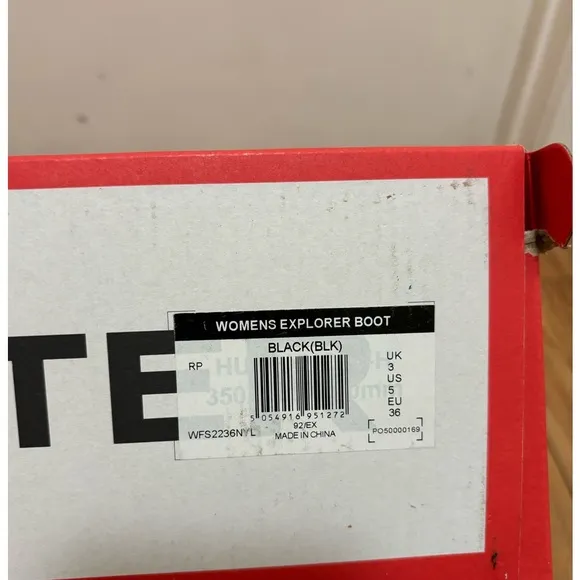 TER
WOMENS EXPLORER BOOT
BLACK(BLK)
RP
UK
3
US
5
EU
36
5 054916 951272
92/EX
WFS2236NYL
MADE IN CHINA
PO50000169